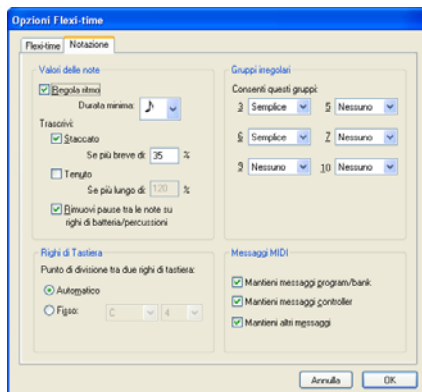 Opzioni Flexi-time
Flexi-time Notazione
Valori delle note
Regola ritmo
Durata minima:
Trascrivi:
Staccato
Se più breve di: 35 %
Tenuto
Se più lungo di: 120 %
Rimuovi pause tra le note su
righi di batteria/percussioni
Gruppi irregolari
Consenti questi gruppi:
3 Semplice 5 Nessuno
6 Semplice 7 Nessuno
9 Nessuno 10 Nessuno
Righi di Tastiera
Punto di divisione tra due righi di tastiera:
Automatico
Fisso: C 4
Messaggi MIDI
Mantieni messaggi program/bank
Mantieni messaggi controller
Mantieni altri messaggi
Annulla OK